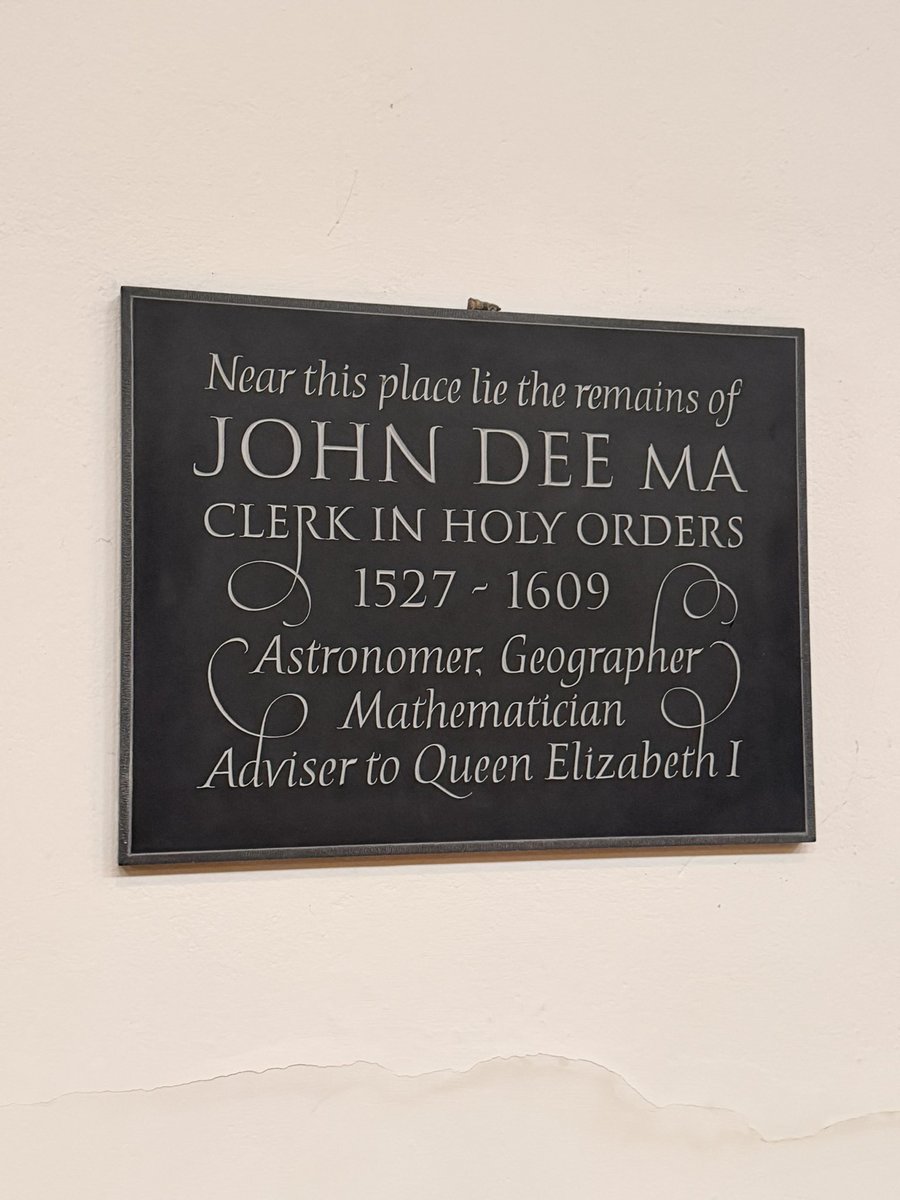 Near this place lie the remains of
JOHN DEE MA
CLERK IN HOLY ORDERS
1527 ~ 1609
Astronomer, Geographer
Mathematician
Adviser to Queen Elizabeth I